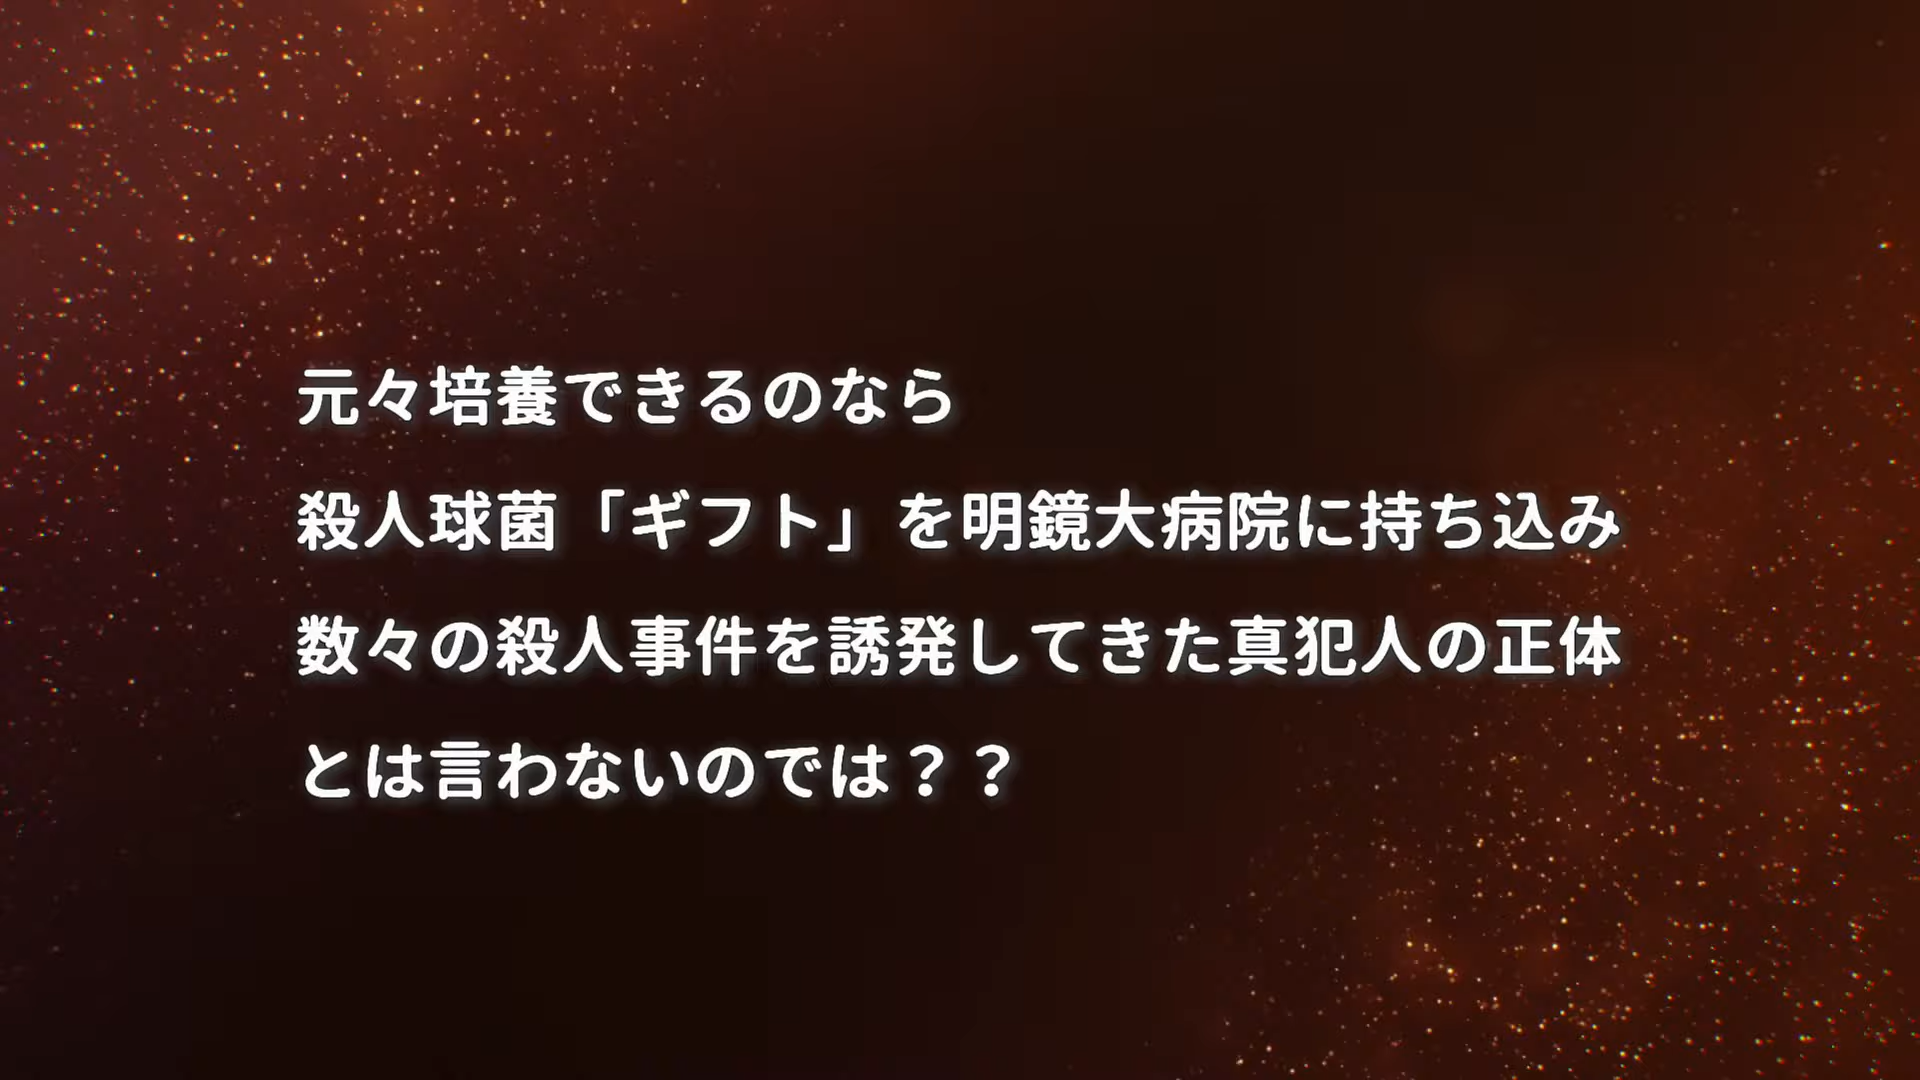 元々培養できるのなら
殺人球菌「ギフト」を明鏡大病院に持ち込み
数々の殺人事件を誘発してきた真犯人の正体
とは言わないのでは？？